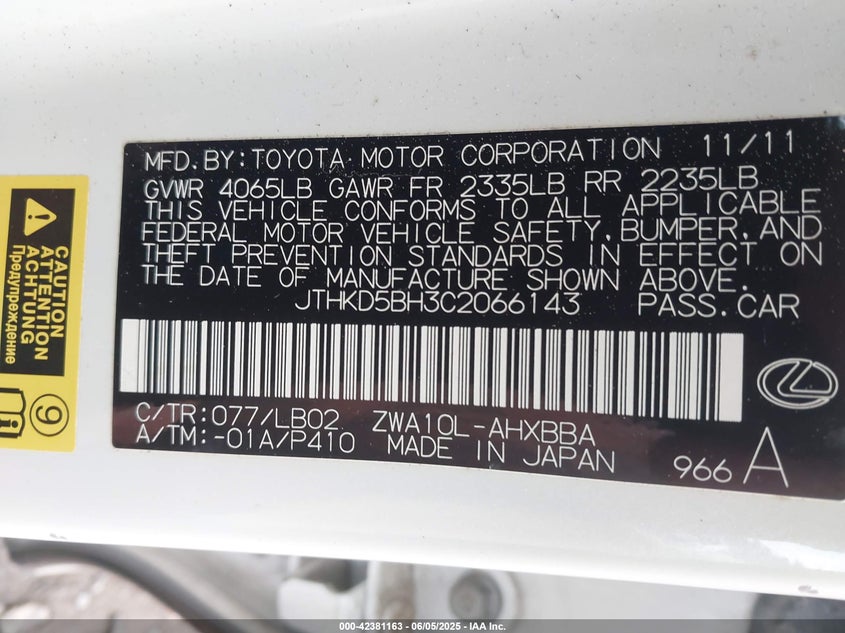 MFD.BY:TOYOTA MOTOR CORPORATION 11/11
GVWR 4065LB GAWR FR 2335LB RR 2235LB
THIS VEHICLE CONFORMS TO ALL APPLICABLE
FEDERAL MOTOR VEHICLE SAFETY,BUMPER,AND
THEFT PREVENTION STANDARDS IN EFFECT ON
THE DATE OF MANUFACTURE SHOWN ABOVE.
JTHKD5BH3C2066143 PASS.CAR
C/TR:077/LB02 ZWA10L-AHXBBA
A/TM:-01A/P410 MADE IN JAPAN
966 A
CAUTION
ATTENTION
ACHTUNG
Предупреждение
9
000-42381163 - 06/05/2025 - IAAI, Inc.